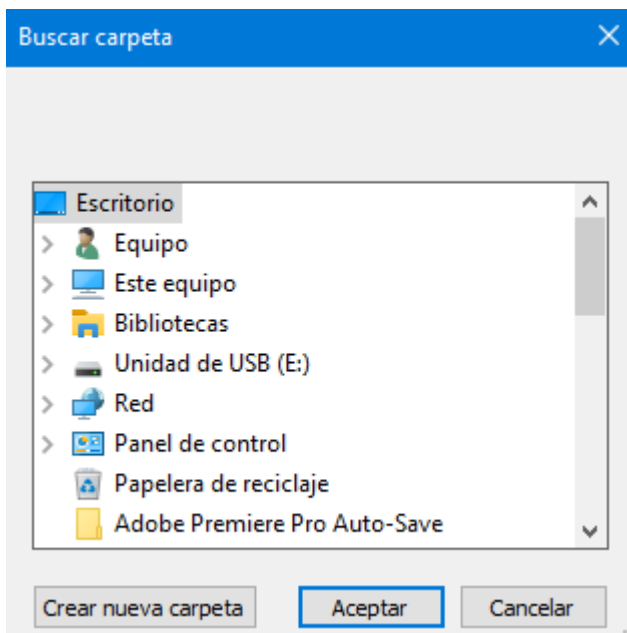 Buscar carpeta
Escritorio
Equipo
Este equipo
Bibliotecas
Unidad de USB (E:)
Red
Panel de control
Papelera de reciclaje
Adobe Premiere Pro Auto-Save
Crear nueva carpeta Aceptar Cancelar